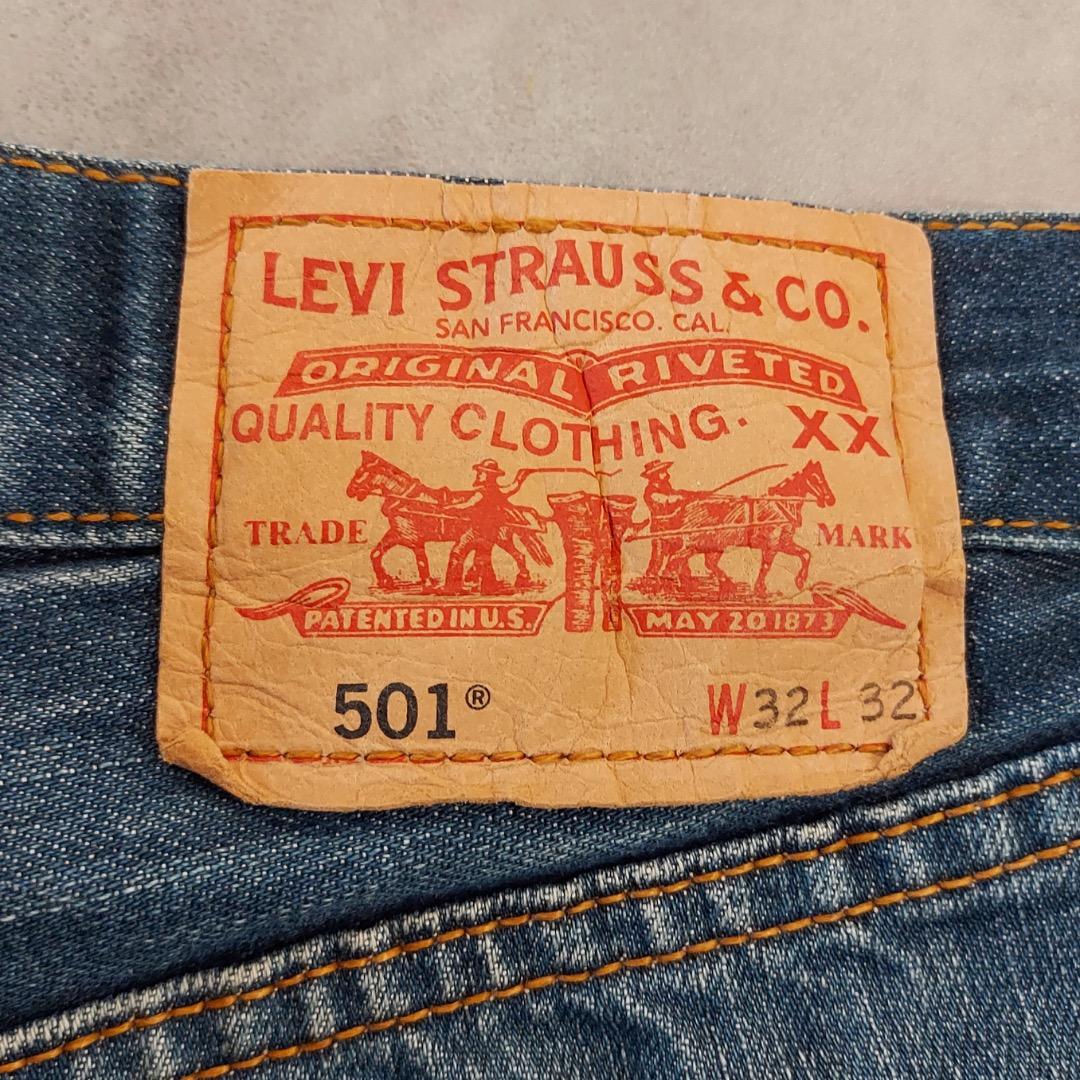 LEVI STRAUSS & CO.
SAN FRANCISCO. CAL.
ORIGINAL RIVETED
QUALITY CLOTHING. XX
TRADE MARK
PATENTED IN U.S. MAY 20 1873
501® W32 L 32